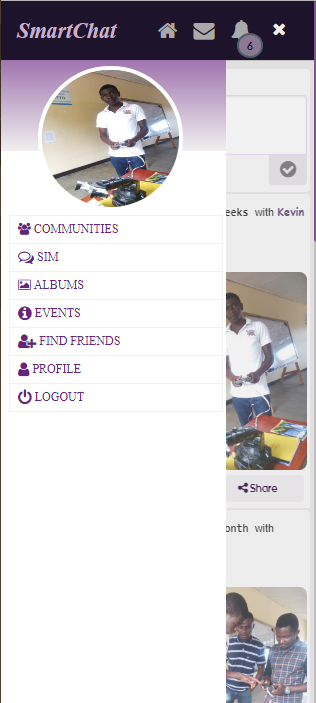 SmartChat
6
eeks with Kevin
COMMUNITIES
SIM
ALBUMS
EVENTS
FIND FRIENDS
PROFILE
LOGOUT
Share
onth with